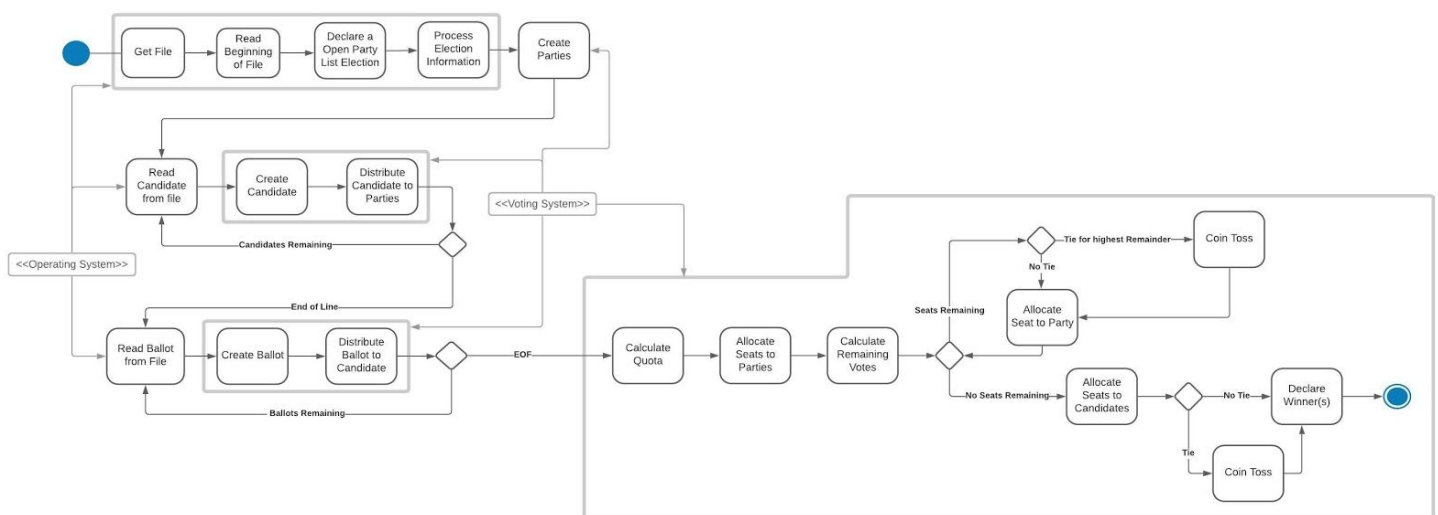 Get File
Read
Beginning
of File
Declare a
Open Party
List Election
Process
Election
Information
Create
Parties
Read
Candidate
from file
Create
Candidate
Distribute
Candidate to
Parties
<<Voting System>>
Candidates Remaining
<<Operating System>>
End of Line
Read Ballot
from File
Create Ballot
Distribute
Ballot to
Candidate
EOF
Ballots Remaining
Calculate
Quota
Allocate
Seats to
Parties
Calculate
Remaining
Votes
Seats Remaining
Tie for highest Remainder
Coin Toss
No Tie
Allocate
Seat to Party
No Seats Remaining
Allocate
Seats to
Candidates
No Tie
Declare
Winner(s)
Tie
Coin Toss